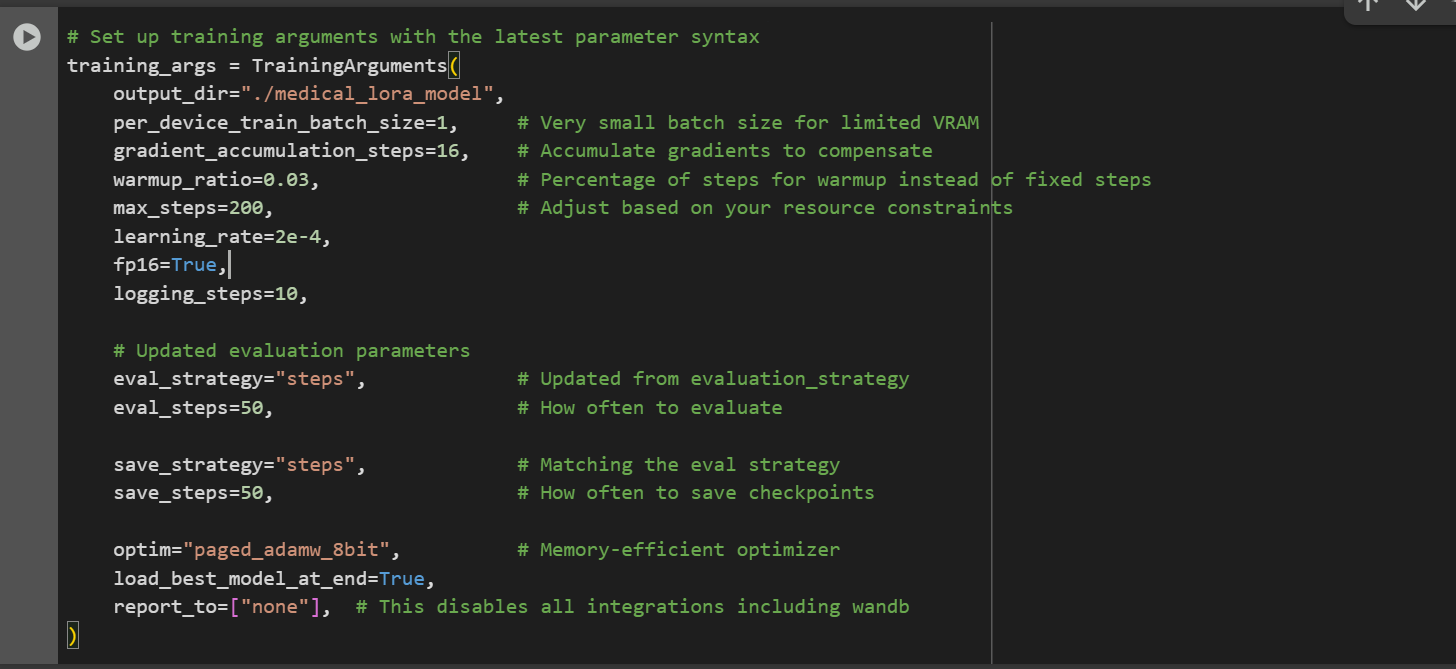 # Set up training arguments with the latest parameter syntax
training_args = TrainingArguments(
    output_dir="./medical_lora_model",
    per_device_train_batch_size=1,     # Very small batch size for limited VRAM
    gradient_accumulation_steps=16,    # Accumulate gradients to compensate
    warmup_ratio=0.03,                 # Percentage of steps for warmup instead of fixed steps
    max_steps=200,                     # Adjust based on your resource constraints
    learning_rate=2e-4,
    fp16=True,
    logging_steps=10,

    # Updated evaluation parameters
    eval_strategy="steps",             # Updated from evaluation_strategy
    eval_steps=50,                     # How often to evaluate

    save_strategy="steps",             # Matching the eval strategy
    save_steps=50,                     # How often to save checkpoints

    optim="paged_adamw_8bit",          # Memory-efficient optimizer
    load_best_model_at_end=True,
    report_to=["none"],  # This disables all integrations including wandb
)